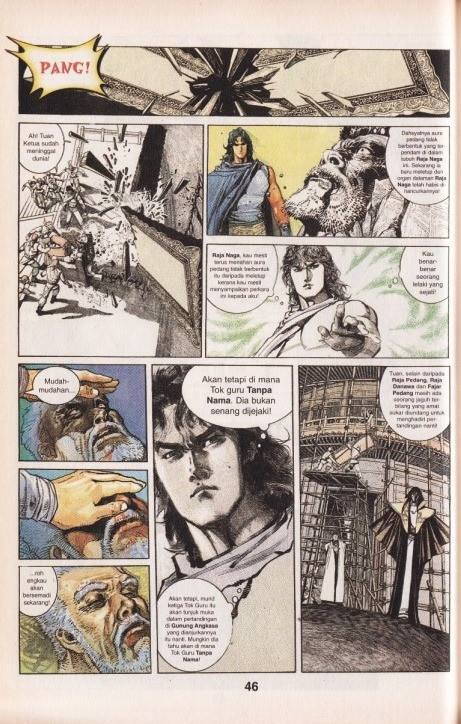 PANG!
Ah! Tuan
Ketua sudah
meninggal
dunia!
Dahsyatnya aura
pedang tidak
berbentuk yang ter-
pendam di dalam
tubuh Raja Naga
ini. Sekarang ia
baru meletup dan
organ dalaman Raja
Naga telah habis di-
hancurkannya!
Raja Naga, kau mesti
terus menahan aura
pedang tidak berbentuk
itu daripada meletup
kerana kau mesti
menyampaikan perkara
ini kepada aku!
Kau
benar-
benar
seorang
lelaki yang
sejati!
Mudah-
mudahan..
...roh
engkau
akan
bersemadi
sekarang!
Akan tetapi di mana
Tok guru Tanpa
Nama. Dia bukan
senang dijejaki!
Akan tetapi, murid
ketiga Tok Guru itu
akan tunjuk muka
dalam pertandingan
di Gunung Angkasa
yang dianjurkannya
itu nanti. Mungkin dia
tahu akan di mana
Tok Guru Tanpa
Nama!
Tuan, selain daripada
Raja Pedang, Raja
Danawa dan Fajar
Pedang masih ada
seorang jaguh ter-
bilang yang amat
sukar diundang untuk
menghadiri per-
tandingan nanti!
46